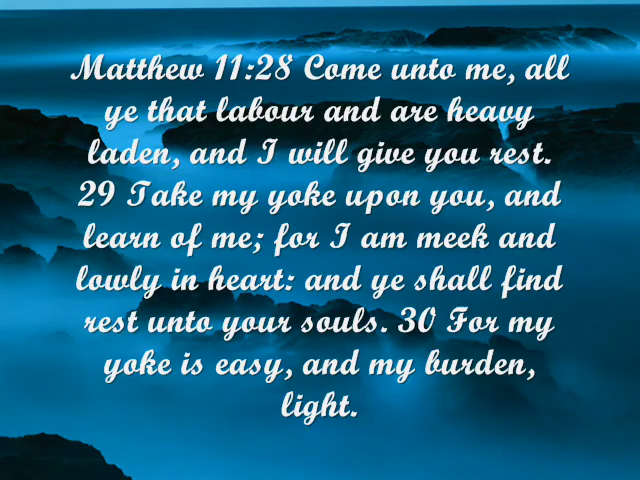 Matthew 11:28 Come unto me, all
ye that labour and are heavy
laden, and I will give you rest.
29 Take my yoke upon you, and
learn of me; for I am meek and
lowly in heart: and ye shall find
rest unto your souls. 30 For my
yoke is easy, and my burden,
light.